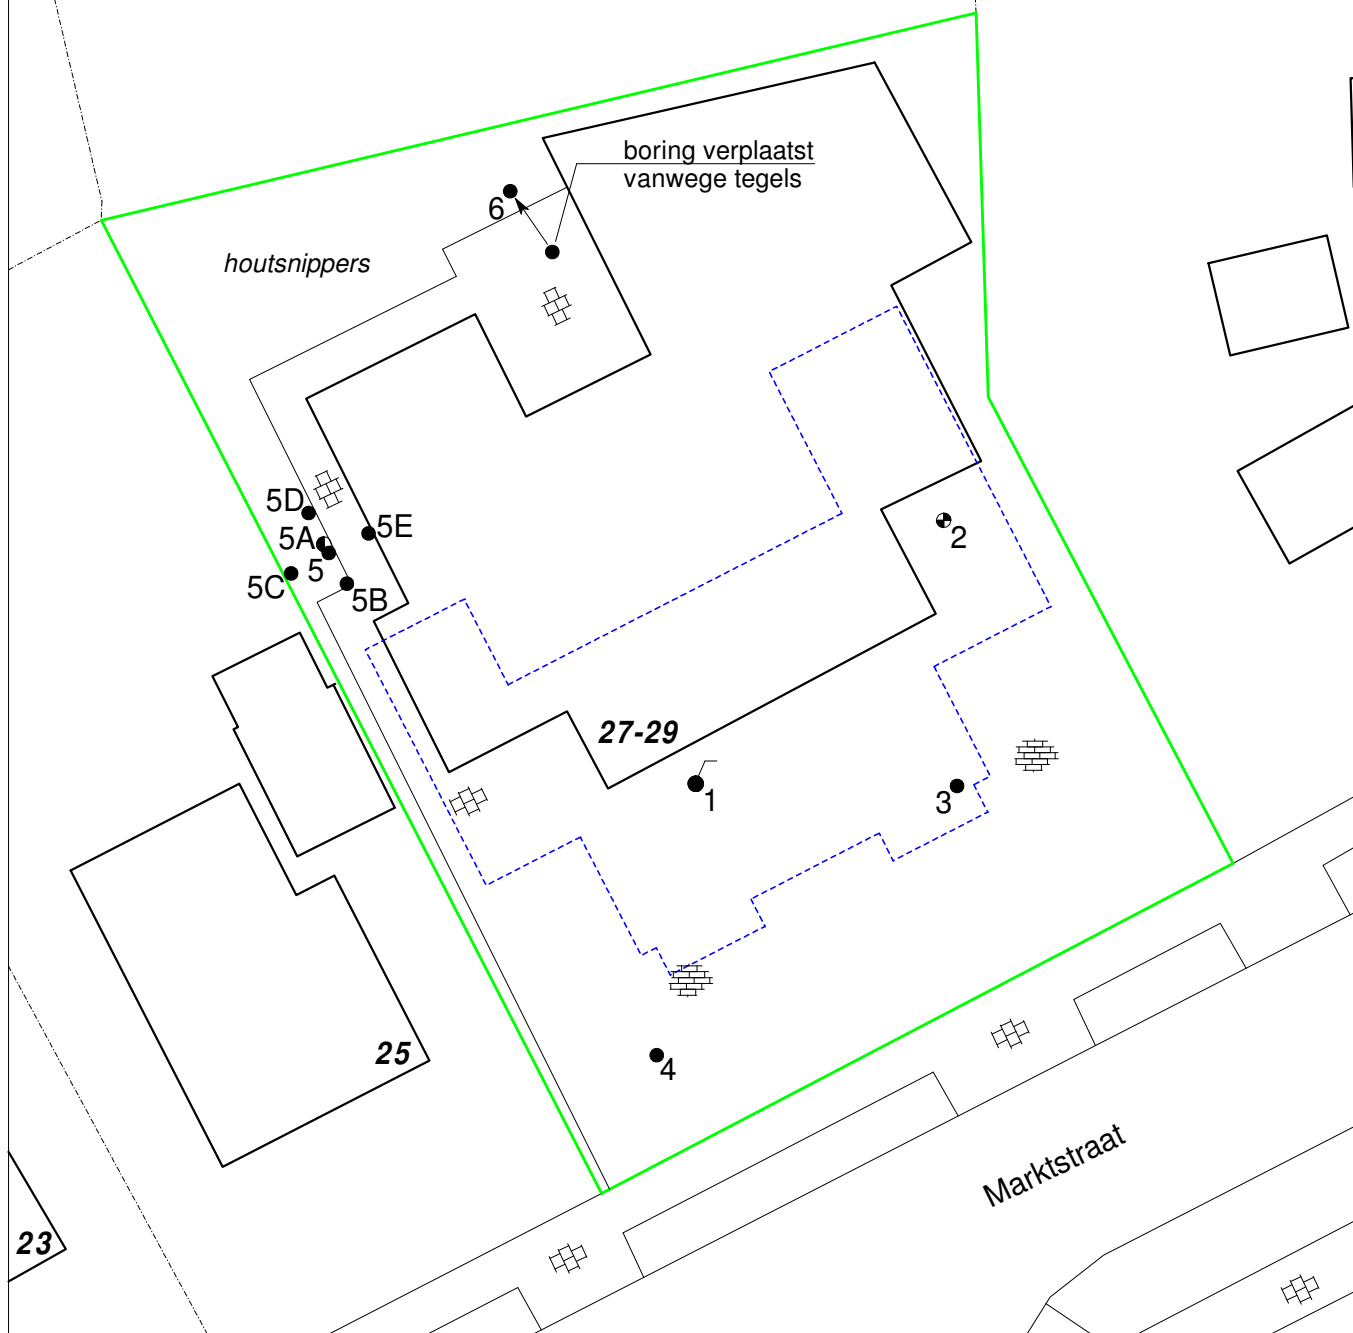 boring verplaatst
vanwege tegels
6
houtsnippers
5D
5E
5A
5
2
5C
5B
27-29
1
3
25
4
Marktstraat
23